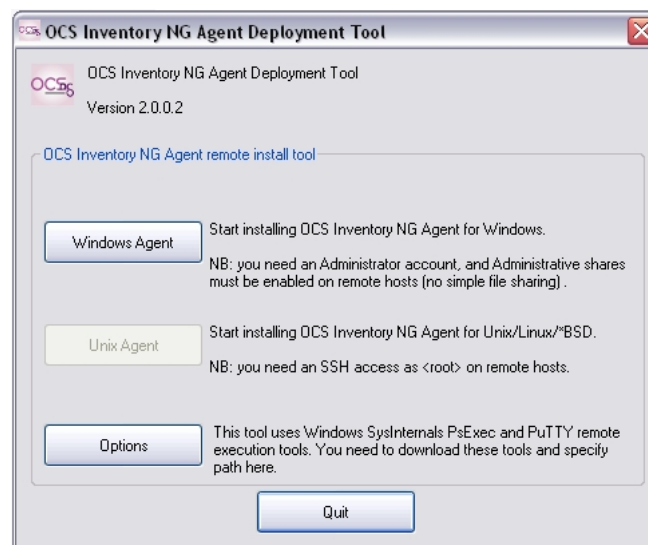 OCS Inventory NG Agent Deployment Tool
OCS Inventory NG Agent Deployment Tool
Version 2.0.0.2
OCS Inventory NG Agent remote install tool
Windows Agent
Start installing OCS Inventory NG Agent for Windows.
NB: you need an Administrator account, and Administrative shares
must be enabled on remote hosts (no simple file sharing) .
Unix Agent
Start installing OCS Inventory NG Agent for Unix/Linux/*BSD.
NB: you need an SSH access as <root> on remote hosts.
Options
This tool uses Windows SysInternals PsExec and PuTTY remote
execution tools. You need to download these tools and specify
path here.
Quit